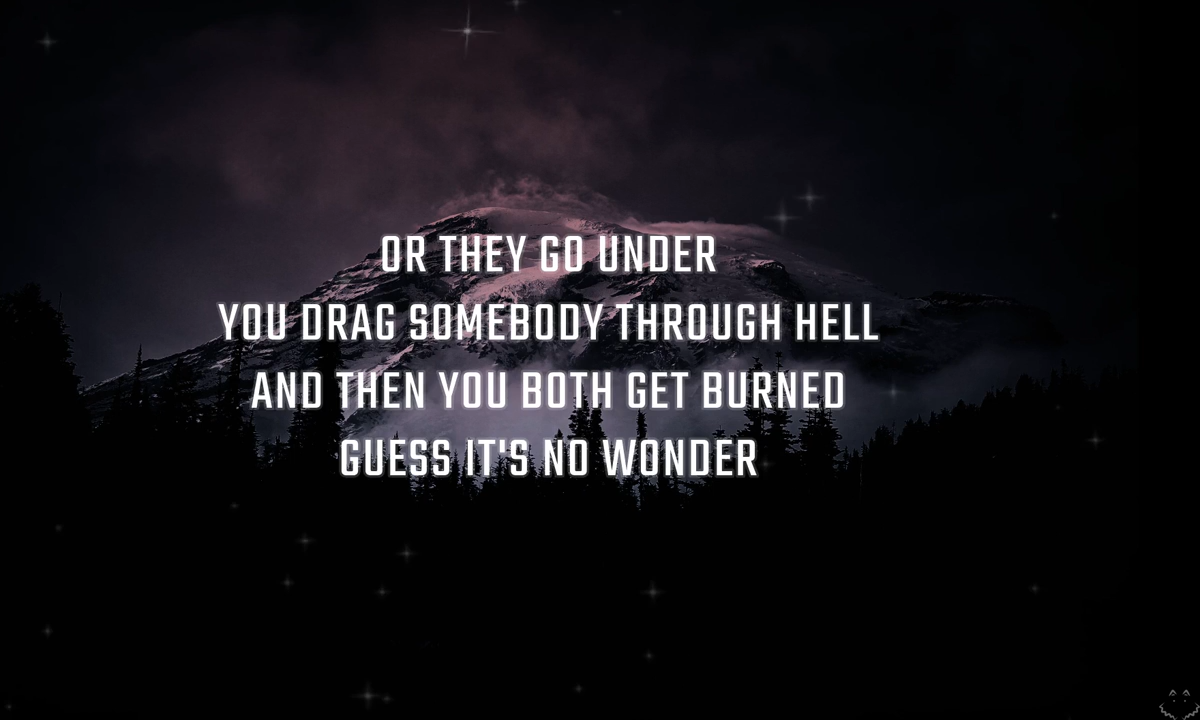 OR THEY GO UNDER
YOU DRAG SOMEBODY THROUGH HELL
AND THEN YOU BOTH GET BURNED
GUESS IT'S NO WONDER